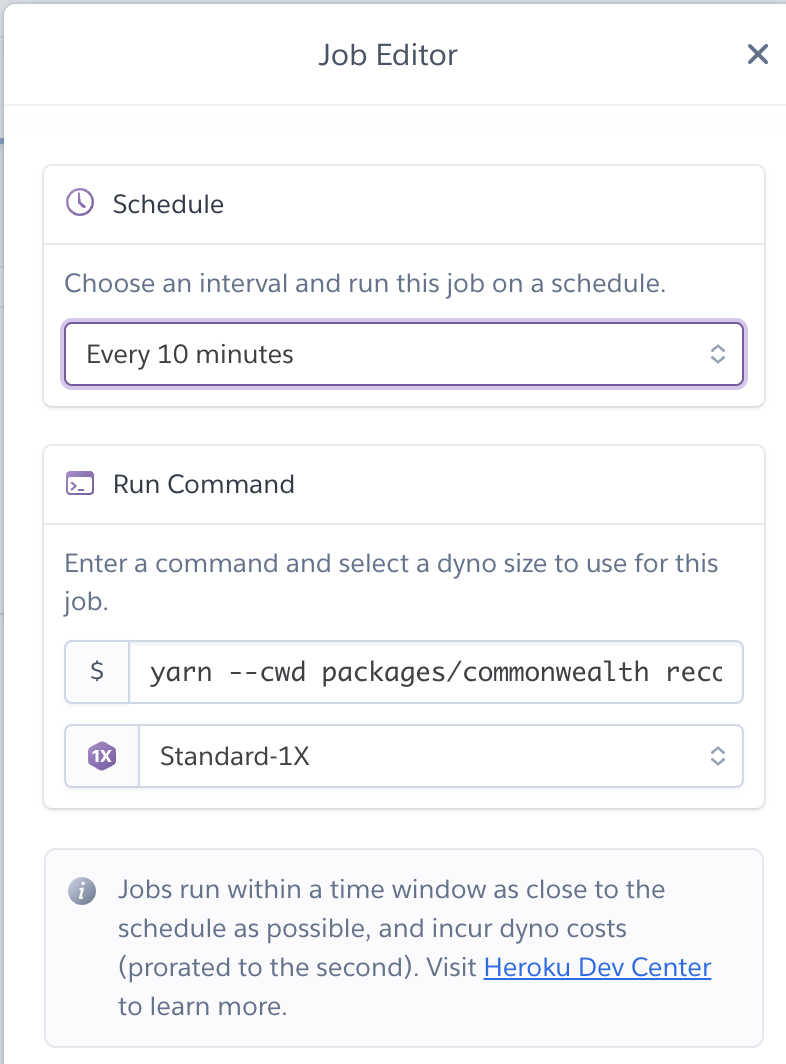 Job Editor
Schedule
Choose an interval and run this job on a schedule.
Every 10 minutes
Run Command
Enter a command and select a dyno size to use for this
job.
$
yarn --cwd packages/commonwealth
1X
Standard-1X
i
Jobs run within a time window as close to the
schedule as possible, and incur dyno costs
(prorated to the second). Visit Heroku Dev Center
to learn more.